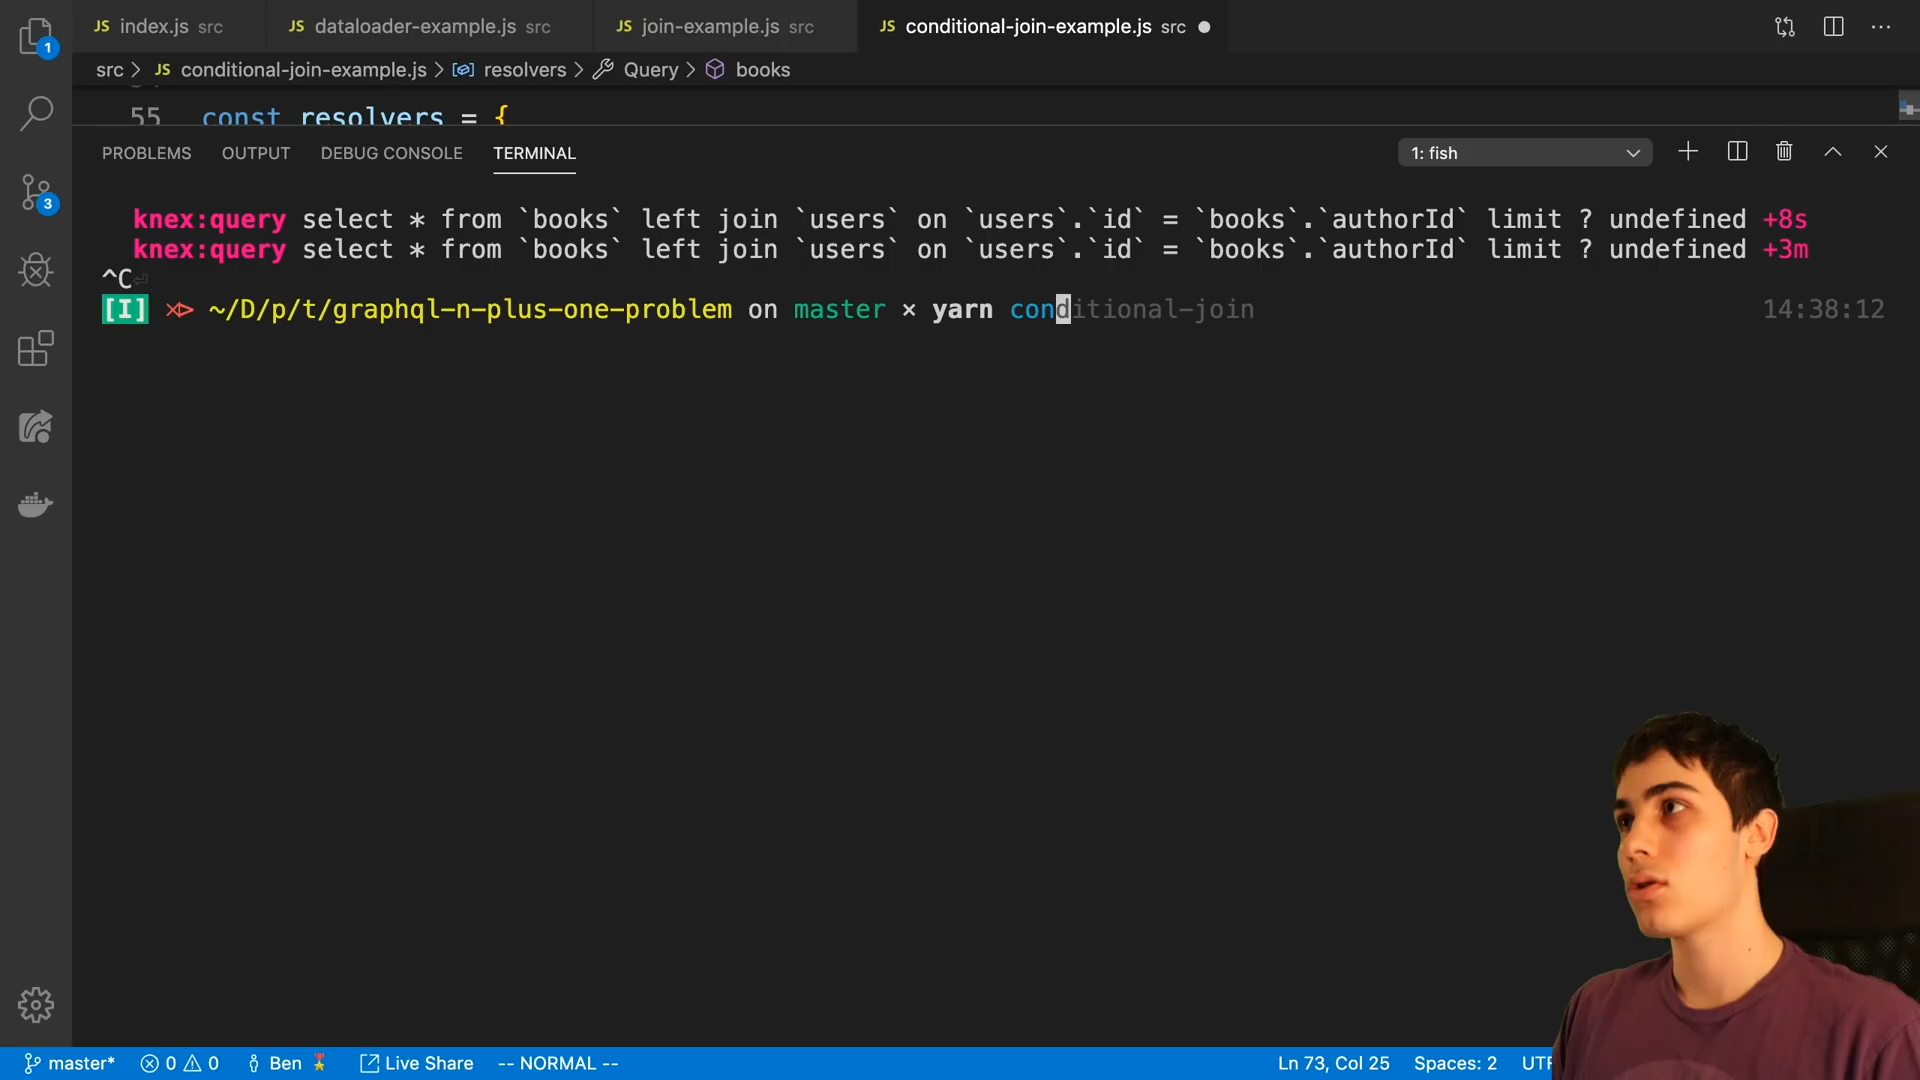 JS index.js src JS dataloader-example.js src JS join-example.js src JS conditional-join-example.js src
src > JS conditional-join-example.js > resolvers > Query > books
55 const resolvers = {
PROBLEMS OUTPUT DEBUG CONSOLE TERMINAL 1: fish
knex:query select * from `books` left join `users` on `users`.`id` = `books`.`authorId` limit ? undefined +8s
knex:query select * from `books` left join `users` on `users`.`id` = `books`.`authorId` limit ? undefined +3m
^C⏎
[I] ~/D/p/t/graphql-n-plus-one-problem on master × yarn conditional-join 14:38:12
1
3
master* 0 0 Ben Live Share -- NORMAL -- Ln 73, Col 25 Spaces: 2